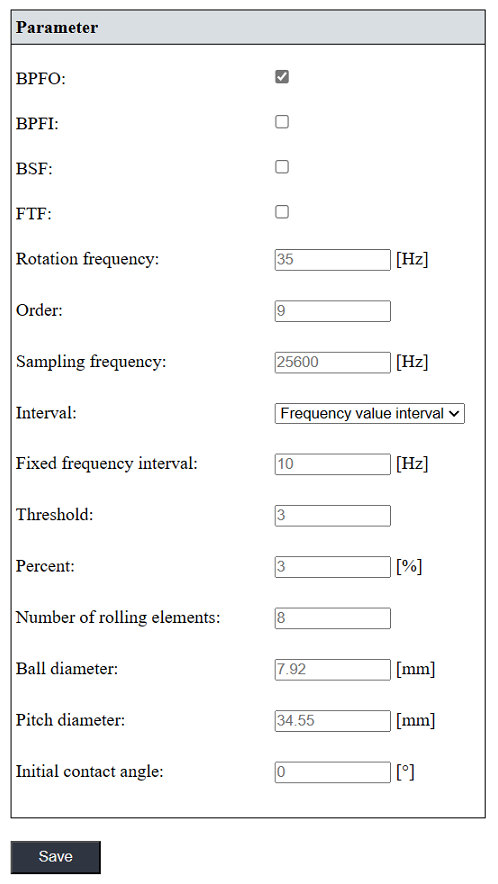 Parameter
BPFO:
BPFI:
BSF:
FTF:
Rotation frequency: 35 [Hz]
Order: 9
Sampling frequency: 25600 [Hz]
Interval: Frequency value interval
Fixed frequency interval: 10 [Hz]
Threshold: 3
Percent: 3 [%]
Number of rolling elements: 8
Ball diameter: 7.92 [mm]
Pitch diameter: 34.55 [mm]
Initial contact angle: 0 [°]
Save